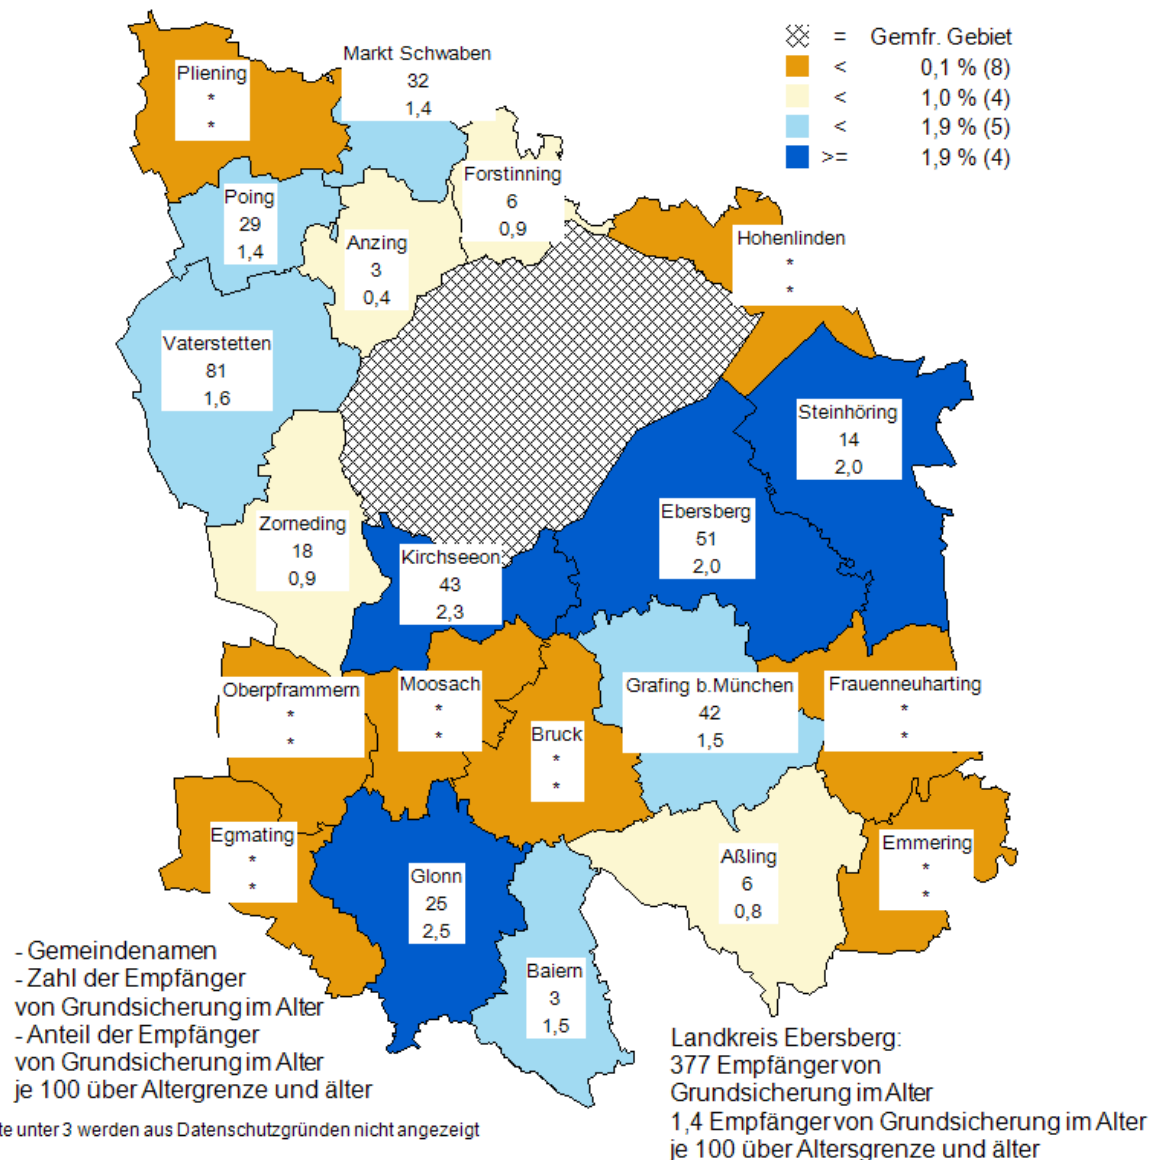 = Gemfr. Gebiet
< 0,1 % (8)
< 1,0 % (4)
< 1,9 % (5)
>= 1,9 % (4)
Markt Schwaben
32
1,4
Pliening
*
*
Forstinning
6
0,9
Poing
29
1,4
Anzing
3
0,4
Hohenlinden
*
*
Vaterstetten
81
1,6
Steinhöring
14
2,0
Zorneding
18
0,9
Ebersberg
51
2,0
Kirchseeon
43
2,3
Oberpframmern
*
*
Moosach
*
*
Bruck
*
*
Grafing b.München
42
1,5
Frauenneuharting
*
*
Egmating
*
*
Glonn
25
2,5
Aßling
6
0,8
Emmering
*
*
Baiern
3
1,5
- Gemeindenamen
- Zahl der Empfänger
von Grundsicherung im Alter
- Anteil der Empfänger
von Grundsicherung im Alter
je 100 über Altergrenze und älter
te unter 3 werden aus Datenschutzgründen nicht angezeigt
Landkreis Ebersberg:
377 Empfänger von
Grundsicherung im Alter
1,4 Empfänger von Grundsicherung im Alter
je 100 über Altersgrenze und älter